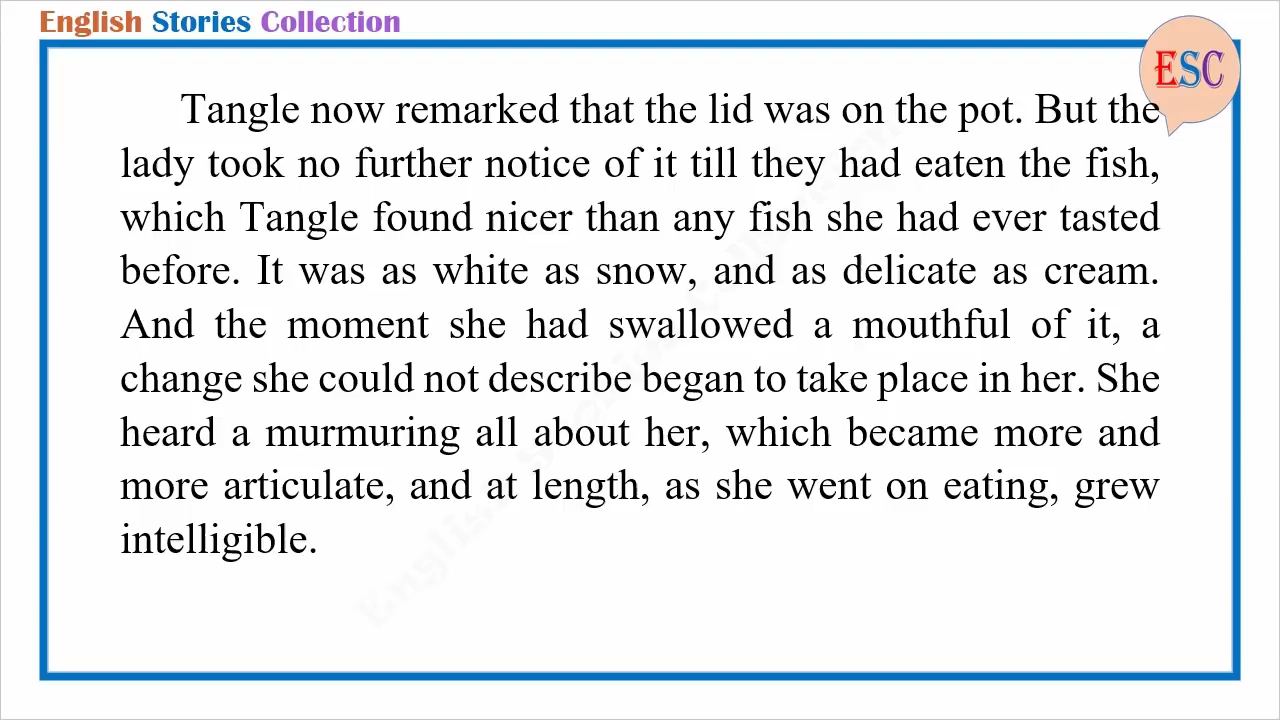 English Stories Collection
ESC
Tangle now remarked that the lid was on the pot. But the
lady took no further notice of it till they had eaten the fish,
which Tangle found nicer than any fish she had ever tasted
before. It was as white as snow, and as delicate as cream.
And the moment she had swallowed a mouthful of it, a
change she could not describe began to take place in her. She
heard a murmuring all about her, which became more and
more articulate, and at length, as she went on eating, grew
intelligible.